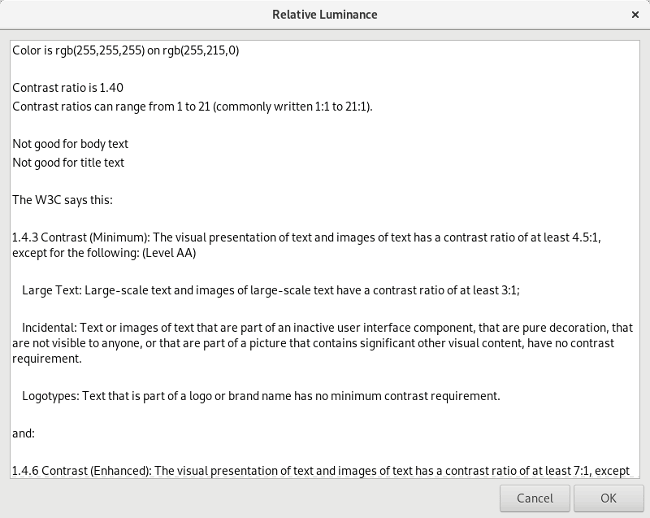 Relative Luminance
×
Color is rgb(255,255,255) on rgb(255,215,0)
Contrast ratio is 1.40
Contrast ratios can range from 1 to 21 (commonly written 1:1 to 21:1).
Not good for body text
Not good for title text
The W3C says this:
1.4.3 Contrast (Minimum): The visual presentation of text and images of text has a contrast ratio of at least 4.5:1,
except for the following: (Level AA)
Large Text: Large-scale text and images of large-scale text have a contrast ratio of at least 3:1;
Incidental: Text or images of text that are part of an inactive user interface component, that are pure decoration, that
are not visible to anyone, or that are part of a picture that contains significant other visual content, have no contrast
requirement.
Logotypes: Text that is part of a logo or brand name has no minimum contrast requirement.
and:
1.4.6 Contrast (Enhanced): The visual presentation of text and images of text has a contrast ratio of at least 7:1, except
Cancel
OK